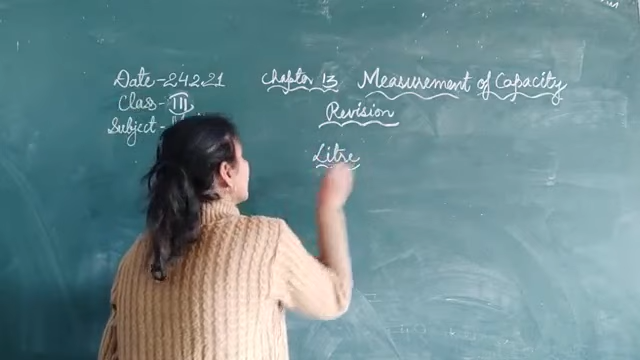 Date-24.2.21
Chapter 13 Measurement of Capacity
Class-III
Revision
Subject-
Litre